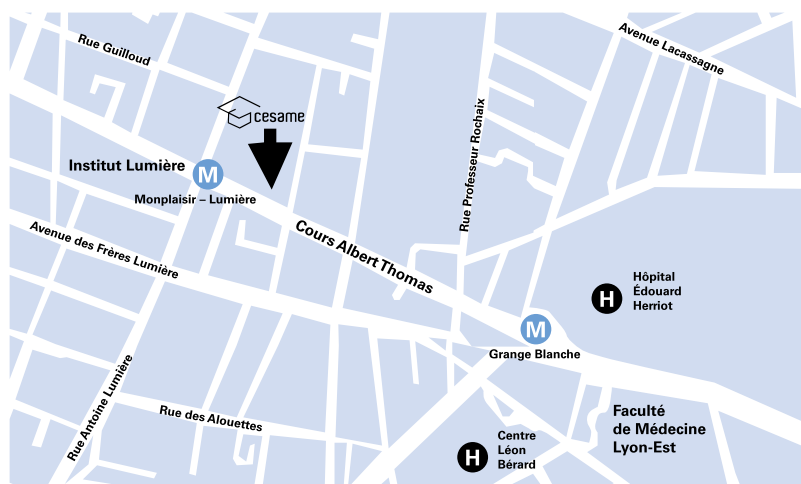 Rue Guilloud
Avenue Lacassagne
cesame
Rue Professeur Rochaix
Institut Lumière
M
Monplaisir – Lumière
Avenue des Frères Lumière
Cours Albert Thomas
H
Hôpital
Édouard
Herriot
M
Grange Blanche
Rue Antoine Lumière
Rue des Alouettes
Faculté
de Médecine
Lyon-Est
H
Centre
Léon
Bérard